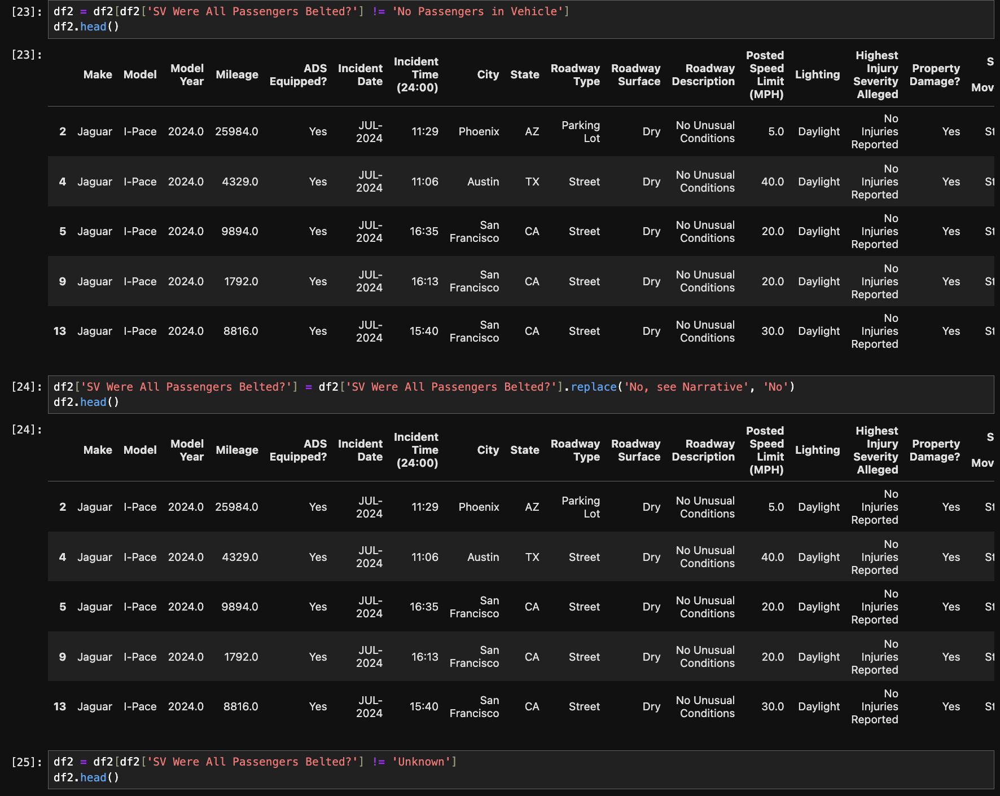 [23]: df2 = df2[df2['SV Were All Passengers Belted?'] != 'No Passengers in Vehicle']
df2.head()
[23]:
Make Model Model Year Mileage ADS Equipped? Incident Date Incident Time (24:00) City State Roadway Type Roadway Surface Roadway Description Posted Speed Limit (MPH) Lighting Highest Injury Severity Alleged Property Damage? S Mov
2 Jaguar I-Pace 2024.0 25984.0 Yes JUL-2024 11:29 Phoenix AZ Parking Lot Dry No Unusual Conditions 5.0 Daylight No Injuries Reported Yes St
4 Jaguar I-Pace 2024.0 4329.0 Yes JUL-2024 11:06 Austin TX Street Dry No Unusual Conditions 40.0 Daylight No Injuries Reported Yes St
5 Jaguar I-Pace 2024.0 9894.0 Yes JUL-2024 16:35 San Francisco CA Street Dry No Unusual Conditions 20.0 Daylight No Injuries Reported Yes St
9 Jaguar I-Pace 2024.0 1792.0 Yes JUL-2024 16:13 San Francisco CA Street Dry No Unusual Conditions 20.0 Daylight No Injuries Reported Yes St
13 Jaguar I-Pace 2024.0 8816.0 Yes JUL-2024 15:40 San Francisco CA Street Dry No Unusual Conditions 30.0 Daylight No Injuries Reported Yes St
[24]: df2['SV Were All Passengers Belted?'] = df2['SV Were All Passengers Belted?'].replace('No, see Narrative', 'No')
df2.head()
[24]:
Make Model Model Year Mileage ADS Equipped? Incident Date Incident Time (24:00) City State Roadway Type Roadway Surface Roadway Description Posted Speed Limit (MPH) Lighting Highest Injury Severity Alleged Property Damage? S Mov
2 Jaguar I-Pace 2024.0 25984.0 Yes JUL-2024 11:29 Phoenix AZ Parking Lot Dry No Unusual Conditions 5.0 Daylight No Injuries Reported Yes St
4 Jaguar I-Pace 2024.0 4329.0 Yes JUL-2024 11:06 Austin TX Street Dry No Unusual Conditions 40.0 Daylight No Injuries Reported Yes St
5 Jaguar I-Pace 2024.0 9894.0 Yes JUL-2024 16:35 San Francisco CA Street Dry No Unusual Conditions 20.0 Daylight No Injuries Reported Yes St
9 Jaguar I-Pace 2024.0 1792.0 Yes JUL-2024 16:13 San Francisco CA Street Dry No Unusual Conditions 20.0 Daylight No Injuries Reported Yes St
13 Jaguar I-Pace 2024.0 8816.0 Yes JUL-2024 15:40 San Francisco CA Street Dry No Unusual Conditions 30.0 Daylight No Injuries Reported Yes St
[25]: df2 = df2[df2['SV Were All Passengers Belted?'] != 'Unknown']
df2.head()